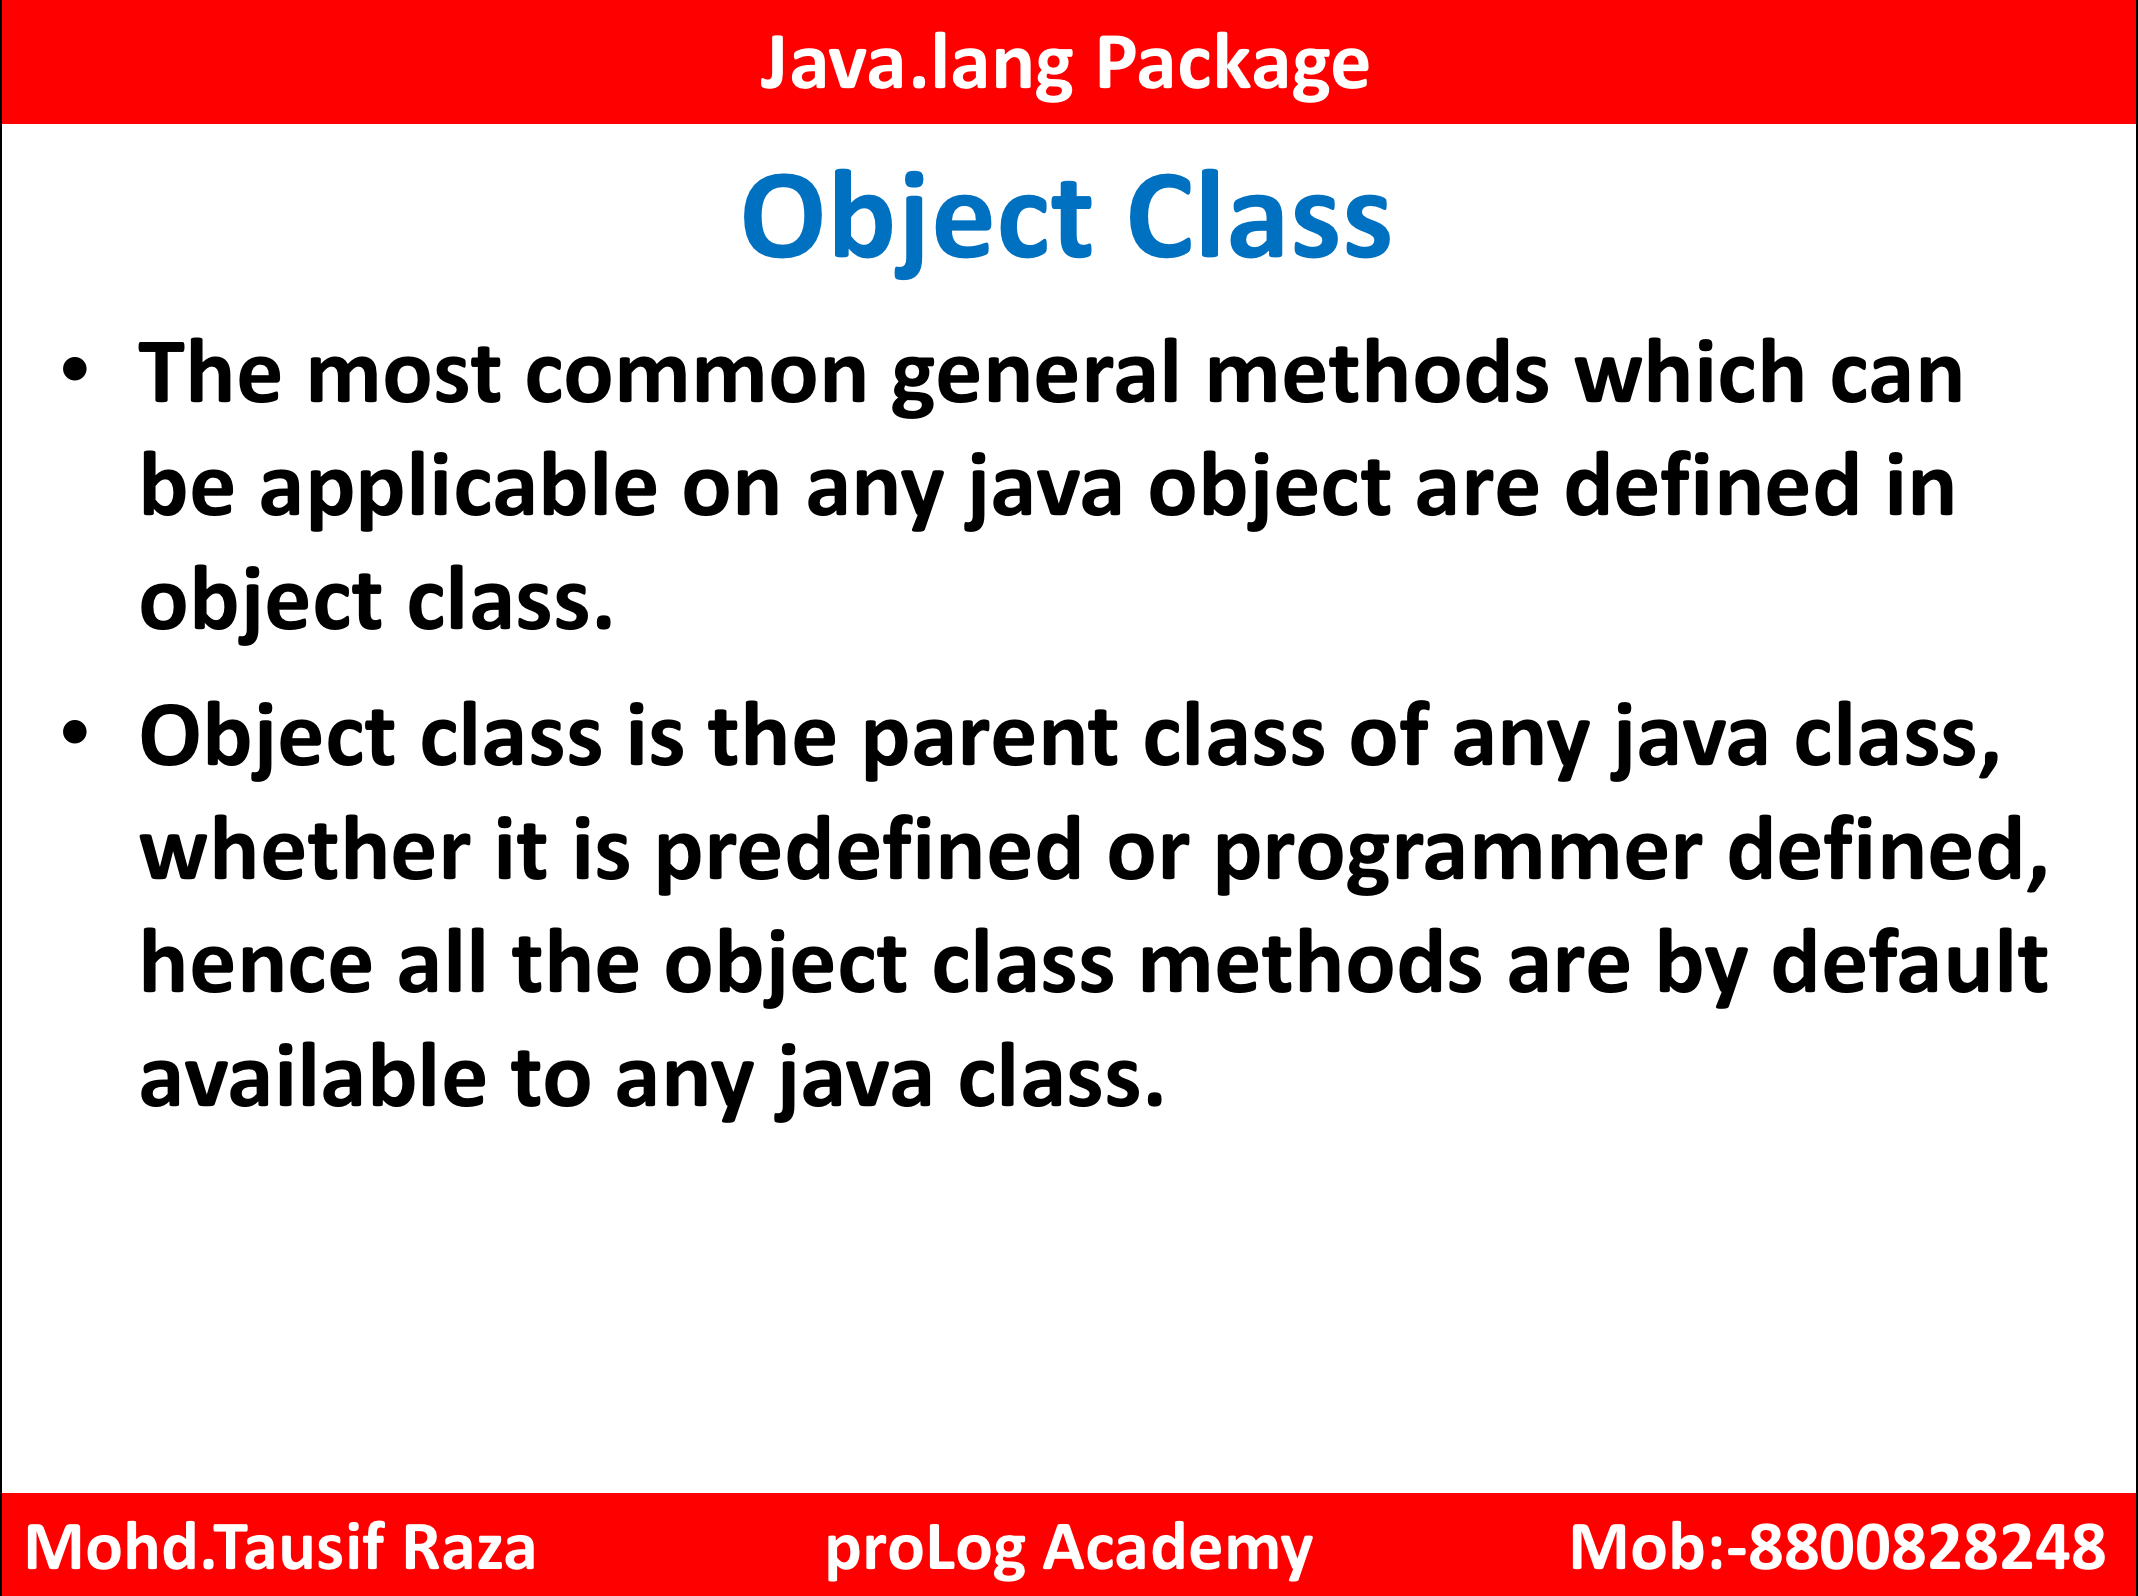 Java.lang Package
Object Class
• The most common general methods which can
be applicable on any java object are defined in
object class.
• Object class is the parent class of any java class,
whether it is predefined or programmer defined,
hence all the object class methods are by default
available to any java class.
Mohd.Tausif Raza proLog Academy Mob:-8800828248